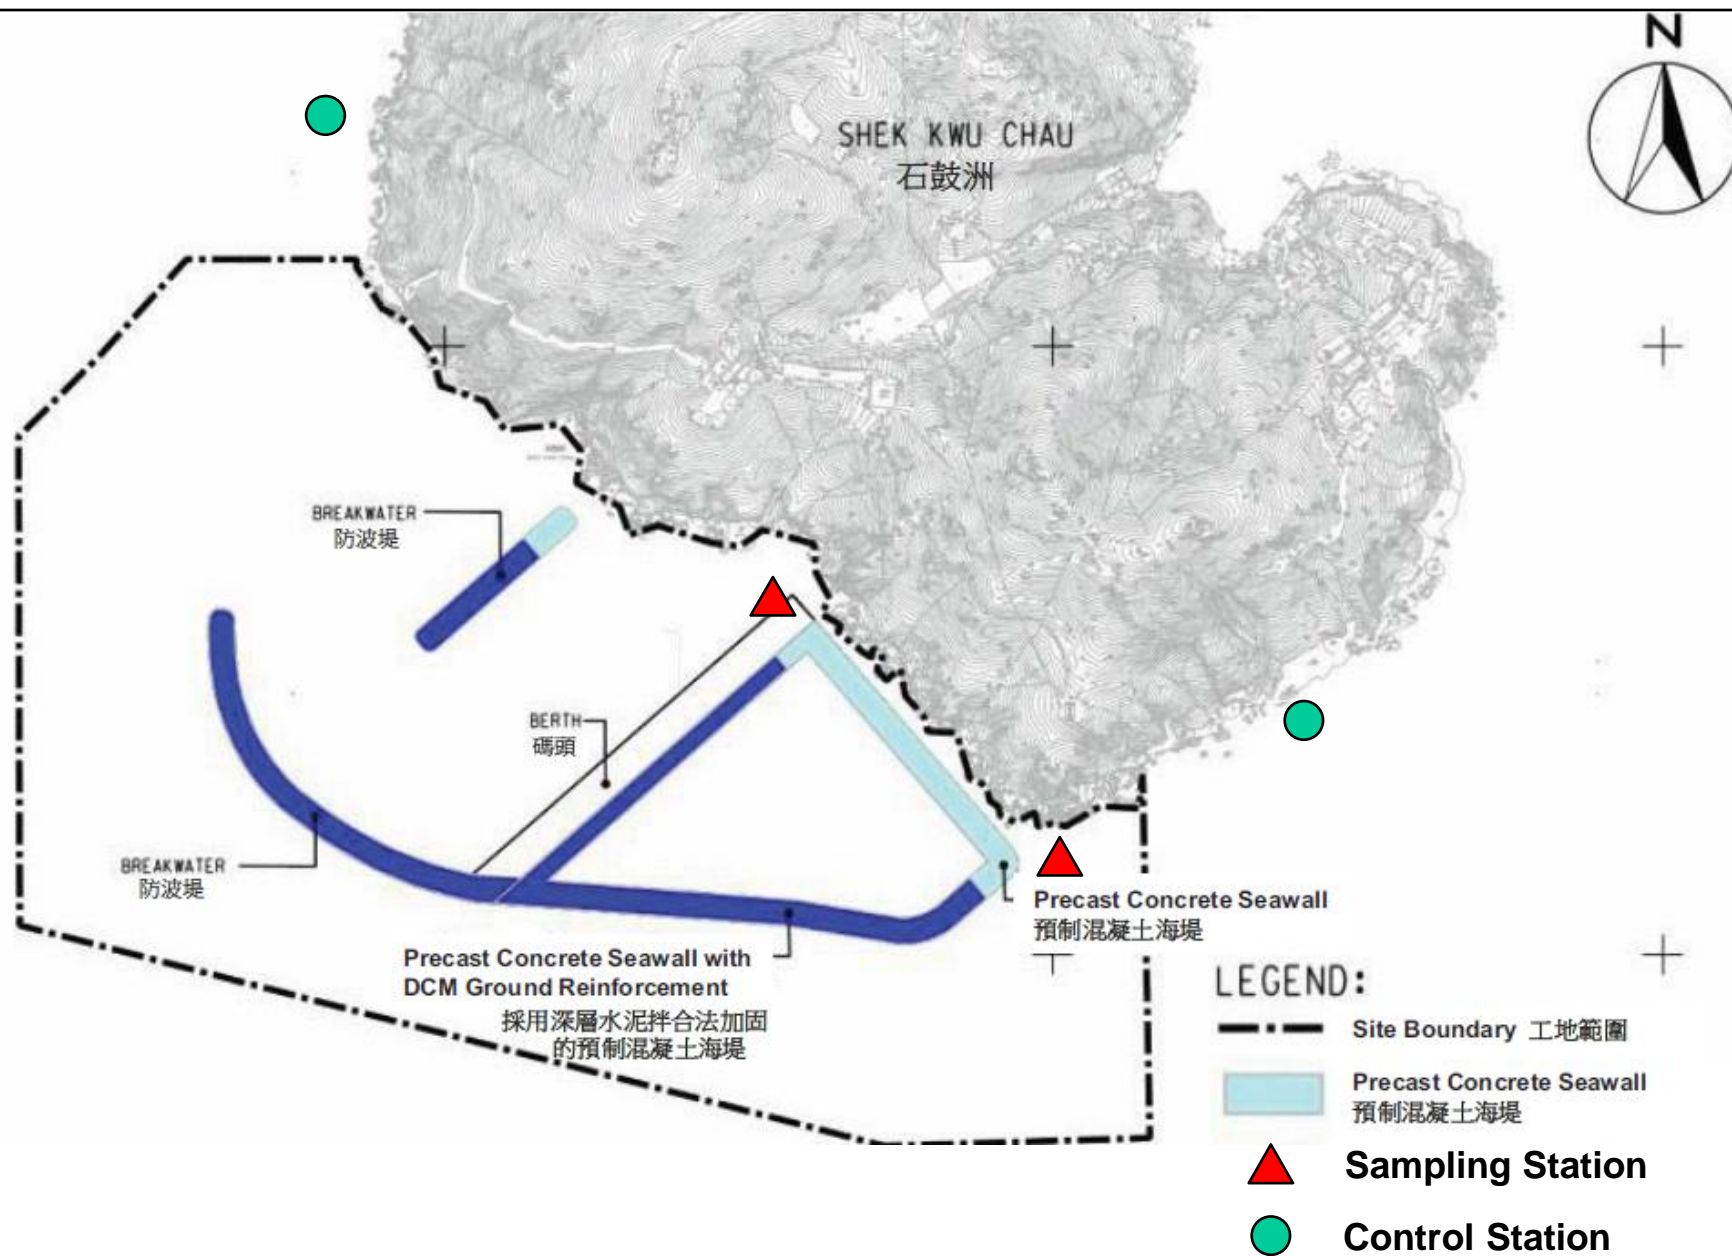 N
SHEK KWU CHAU
石鼓洲
BREAKWATER
防波堤
BERTH
碼頭
BREAKWATER
防波堤
Precast Concrete Seawall
預制混凝土海堤
Precast Concrete Seawall with
DCM Ground Reinforcement
採用深層水泥拌合法加固
的預制混凝土海堤
LEGEND:
Site Boundary 工地範圍
Precast Concrete Seawall
預制混凝土海堤
Sampling Station
Control Station